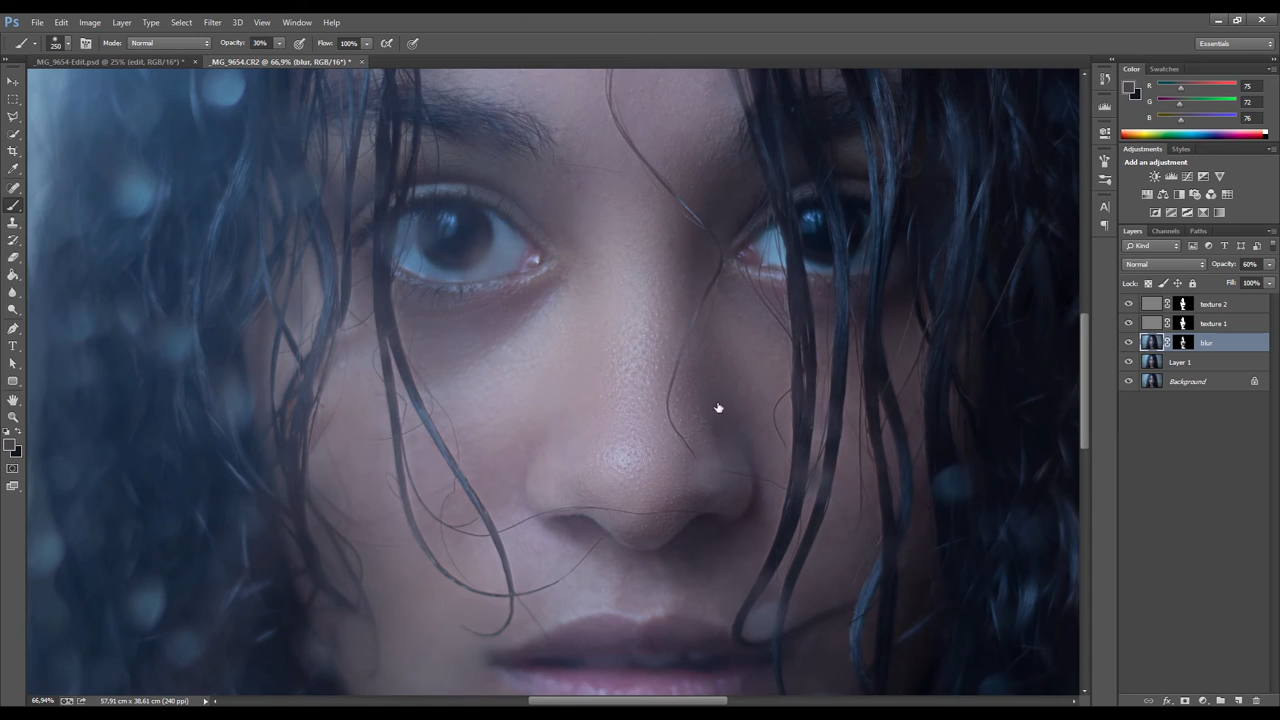 Ps File Edit Image Layer Type Select Filter 3D View Window Help
250 Mode: Normal Opacity: 30% Flow: 100% Essentials
_MG_9654-Edit.psd @ 25% (edit, RGB/16*) * × _MG_9654.CR2 @ 66,9% (blur, RGB/16*) * ×
Color Swatches
R 75
G 72
B 76
Adjustments Styles
Add an adjustment
Layers Channels Paths
Kind
Normal Opacity: 60%
Lock: Fill: 100%
texture 2
texture 1
blur
Layer 1
Background
66,94% 57,91 cm x 38,61 cm (240 ppi)